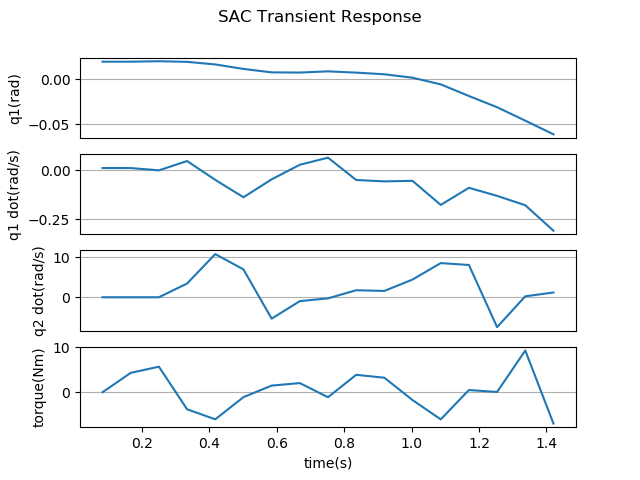 SAC Transient Response
q1(rad)
0.00
−0.05
q1 dot(rad/s)
0.00
−0.25
q2 dot(rad/s)
10
0
torque(Nm)
10
0
0.2 0.4 0.6 0.8 1.0 1.2 1.4
time(s)